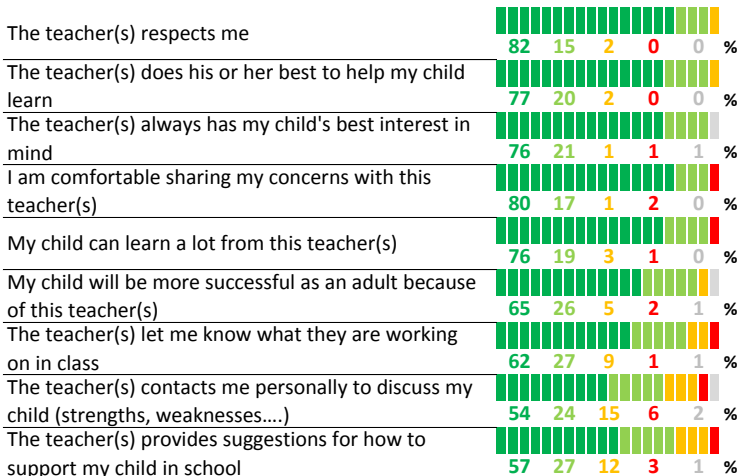 The teacher(s) respects me
82 15 2 0 0 %
The teacher(s) does his or her best to help my child
learn
77 20 2 0 0 %
The teacher(s) always has my child's best interest in
mind
76 21 1 1 1 %
I am comfortable sharing my concerns with this
teacher(s)
80 17 1 2 0 %
My child can learn a lot from this teacher(s)
76 19 3 1 0 %
My child will be more successful as an adult because
of this teacher(s)
65 26 5 2 1 %
The teacher(s) let me know what they are working
on in class
62 27 9 1 1 %
The teacher(s) contacts me personally to discuss my
child (strengths, weaknesses....)
54 24 15 6 2 %
The teacher(s) provides suggestions for how to
support my child in school
57 27 12 3 1 %